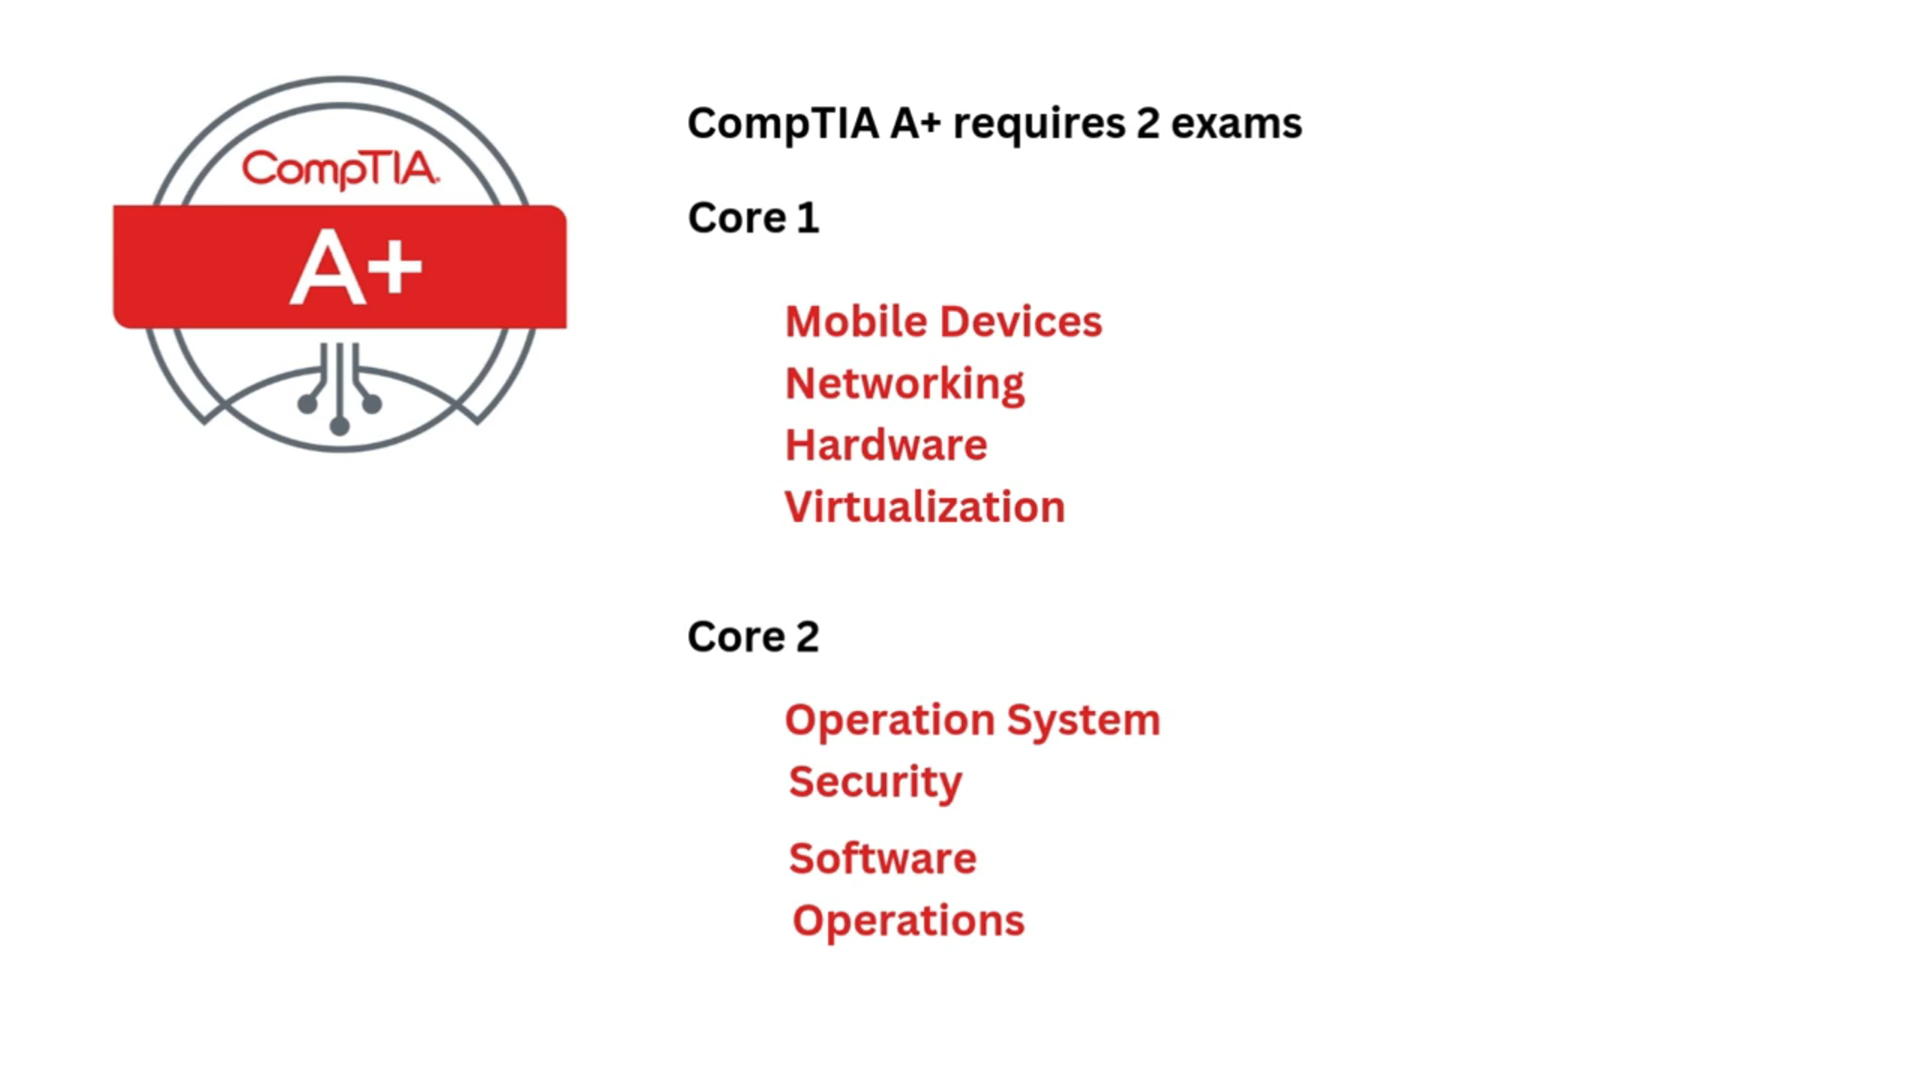 CompTIA.
A+
CompTIA A+ requires 2 exams
Core 1
Mobile Devices
Networking
Hardware
Virtualization
Core 2
Operation System
Security
Software
Operations